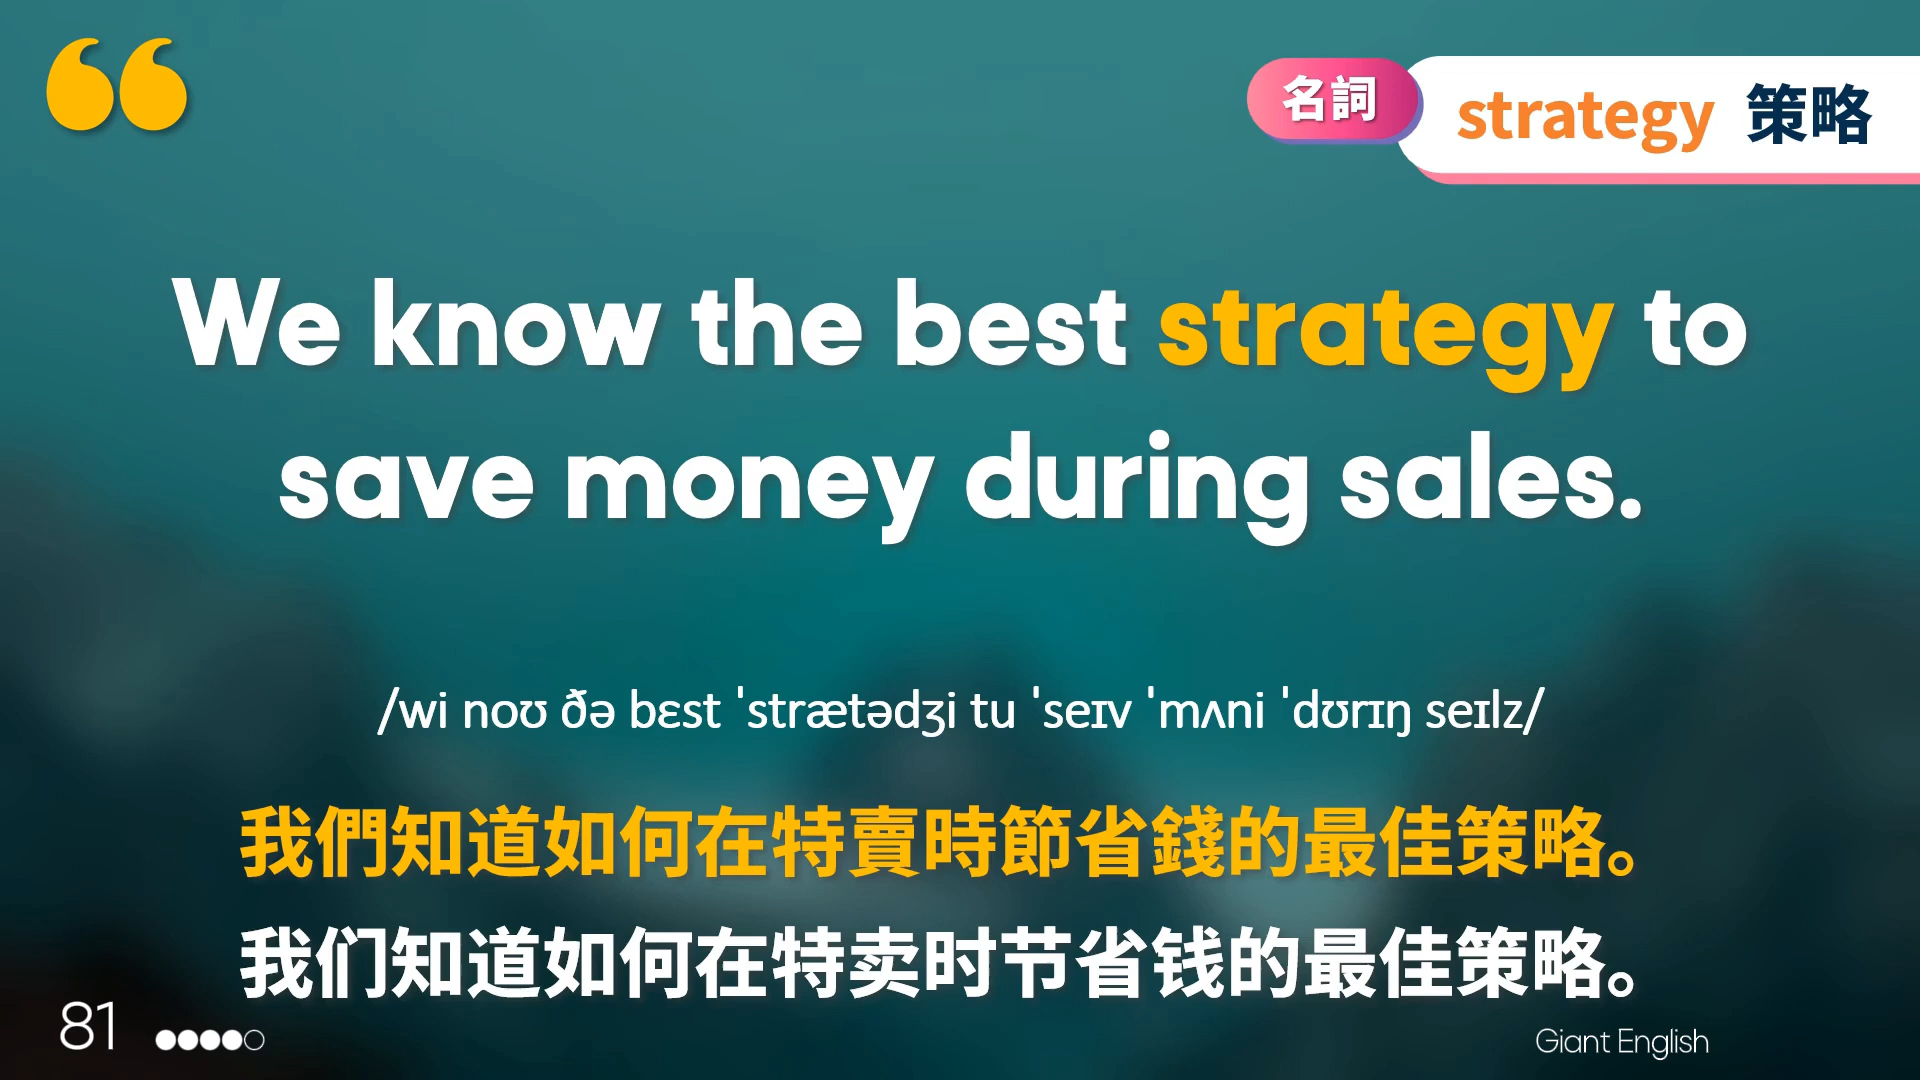 “
名詞
strategy 策略
We know the best strategy to
save money during sales.
/wi noʊ ðə bɛst ˈstrætədʒi tu ˈseɪv ˈmʌni ˈdʊrɪŋ seɪlz/
我們知道如何在特賣時節省錢的最佳策略。
我们知道如何在特卖时节省钱的最佳策略。
81
Giant English